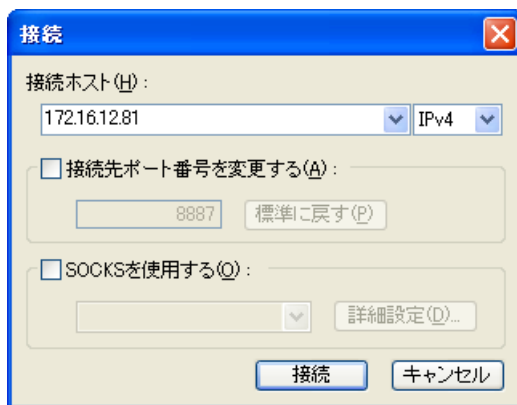 接続
接続ホスト(H):
172.16.12.81 IPv4
接続先ポート番号を変更する(A):
8887 標準に戻す(P)
SOCKSを使用する(O):
詳細設定(D)...
接続 キャンセル